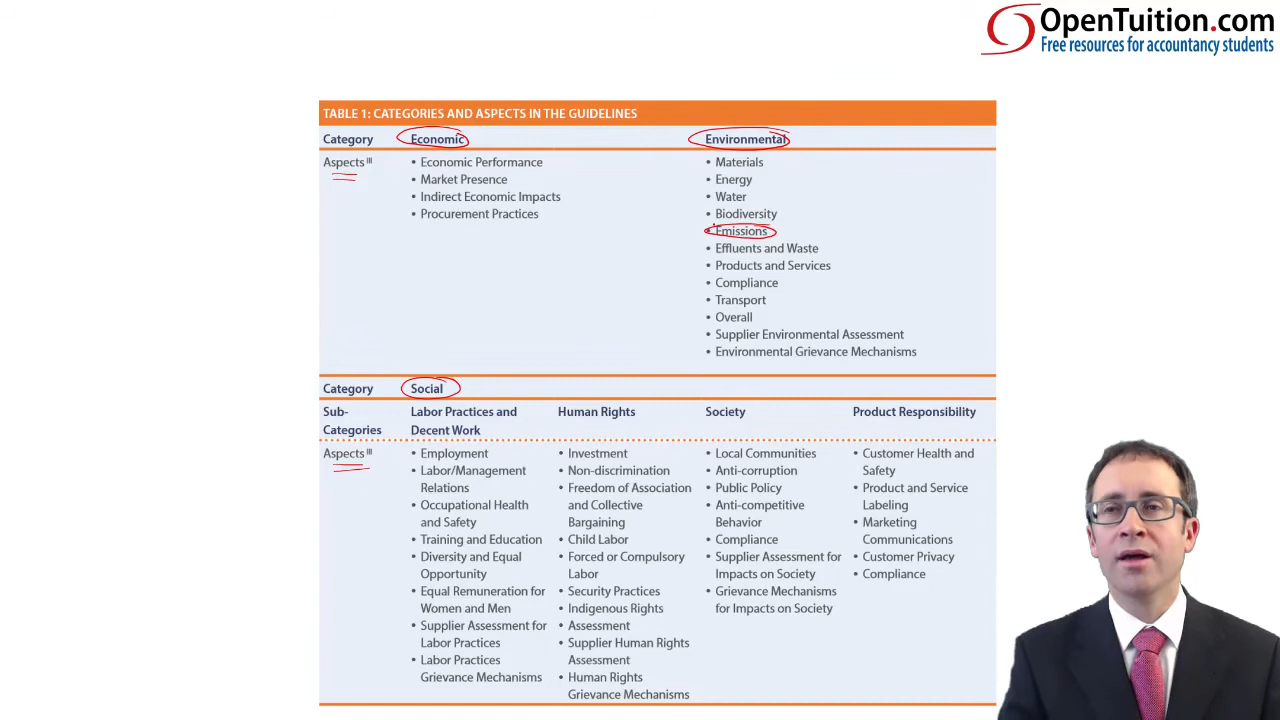 OpenTuition.com
Free resources for accountancy students
TABLE 1: CATEGORIES AND ASPECTS IN THE GUIDELINES
Category Economic Environmental
Aspects III
• Economic Performance
• Market Presence
• Indirect Economic Impacts
• Procurement Practices
• Materials
• Energy
• Water
• Biodiversity
• Emissions
• Effluents and Waste
• Products and Services
• Compliance
• Transport
• Overall
• Supplier Environmental Assessment
• Environmental Grievance Mechanisms
Category Social
Sub-
Categories
Labor Practices and
Decent Work
Human Rights
Society
Product Responsibility
Aspects III
• Employment
• Labor/Management
Relations
• Occupational Health
and Safety
• Training and Education
• Diversity and Equal
Opportunity
• Equal Remuneration for
Women and Men
• Supplier Assessment for
Labor Practices
• Labor Practices
Grievance Mechanisms
• Investment
• Non-discrimination
• Freedom of Association
and Collective
Bargaining
• Child Labor
• Forced or Compulsory
Labor
• Security Practices
• Indigenous Rights
• Assessment
• Supplier Human Rights
Assessment
• Human Rights
Grievance Mechanisms
• Local Communities
• Anti-corruption
• Public Policy
• Anti-competitive
Behavior
• Compliance
• Supplier Assessment for
Impacts on Society
• Grievance Mechanisms
for Impacts on Society
• Customer Health and
Safety
• Product and Service
Labeling
• Marketing
Communications
• Customer Privacy
• Compliance